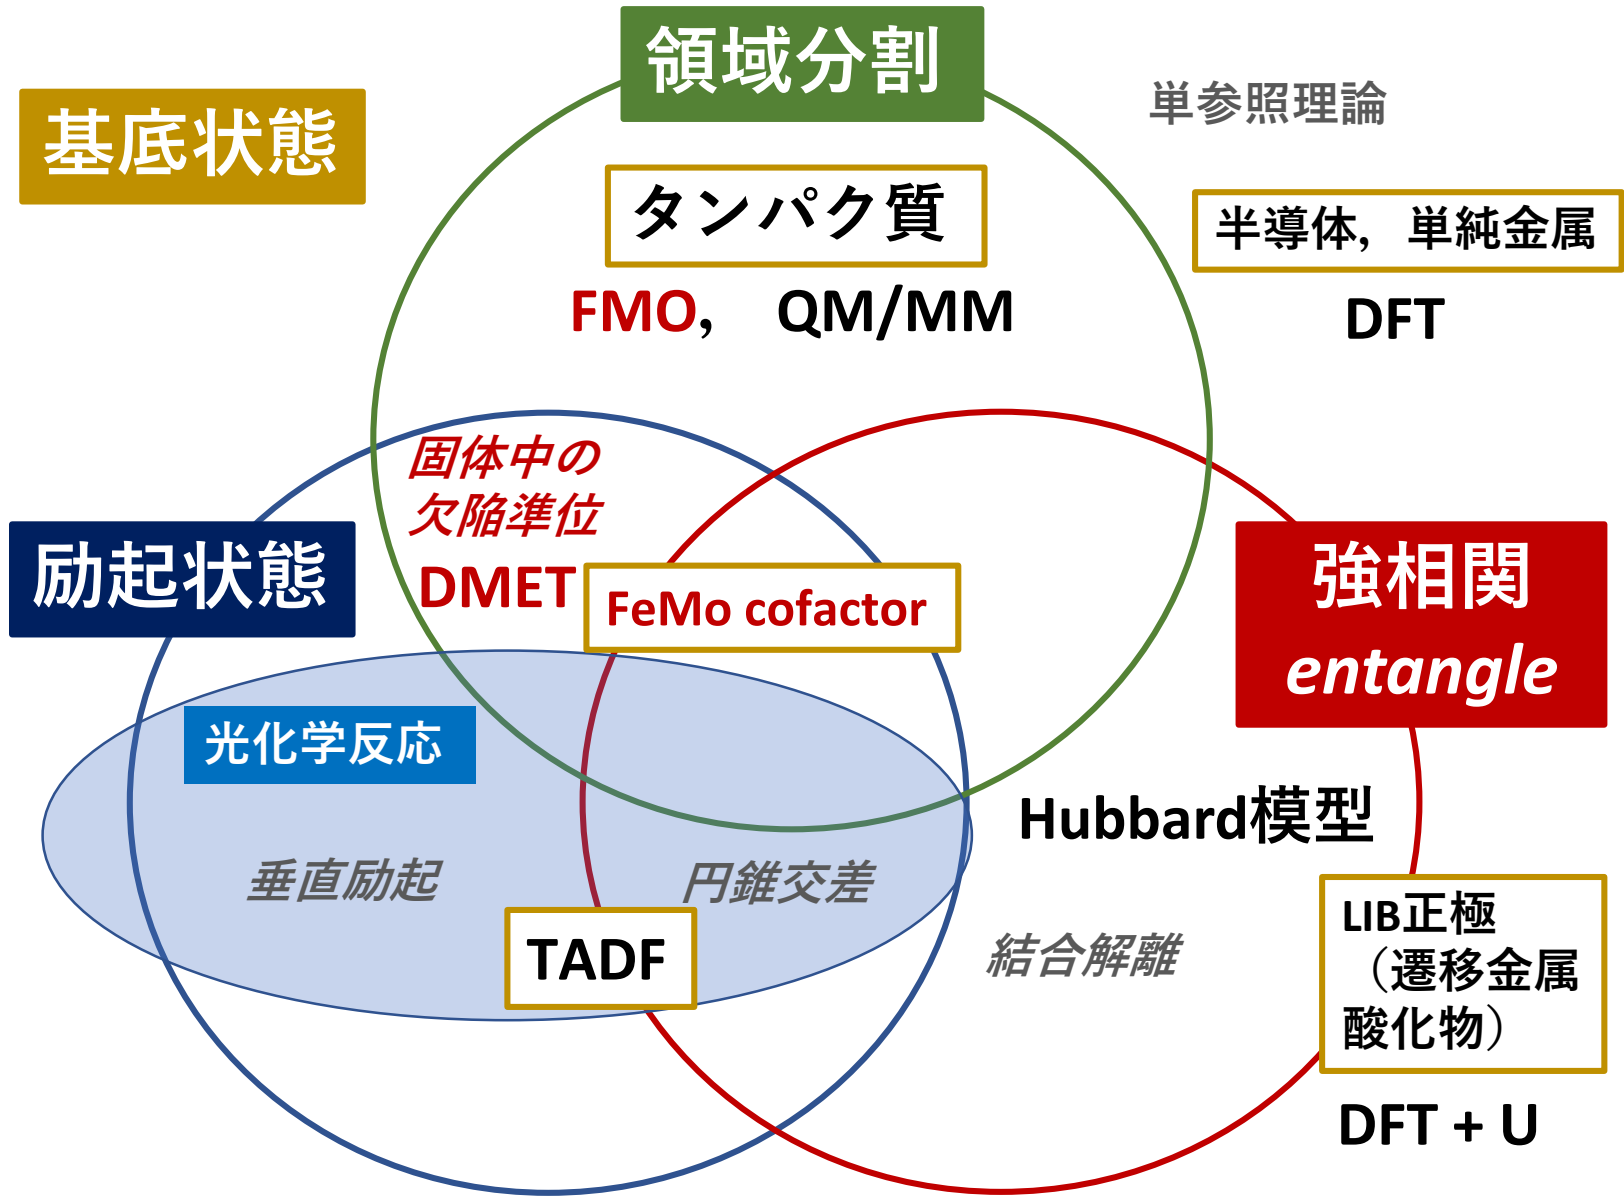 領域分割
単参照理論
基底状態
タンパク質
半導体，単純金属
FMO， QM/MM
DFT
固体中の
欠陥準位
励起状態
DMET
FeMo cofactor
強相関
entangle
光化学反応
Hubbard模型
垂直励起
円錐交差
LIB正極
（遷移金属
酸化物）
TADF
結合解離
DFT + U